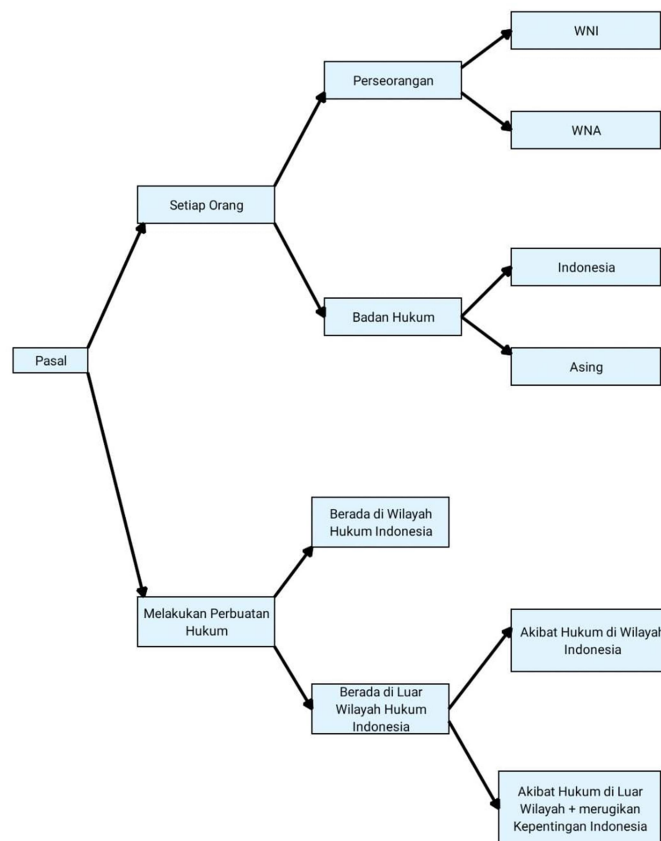 WNI
Perseorangan
WNA
Setiap Orang
Indonesia
Badan Hukum
Asing
Pasal
Berada di Wilayah
Hukum Indonesia
Melakukan Perbuatan
Hukum
Akibat Hukum di Wilayah
Indonesia
Berada di Luar
Wilayah Hukum
Indonesia
Akibat Hukum di Luar
Wilayah + merugikan
Kepentingan Indonesia